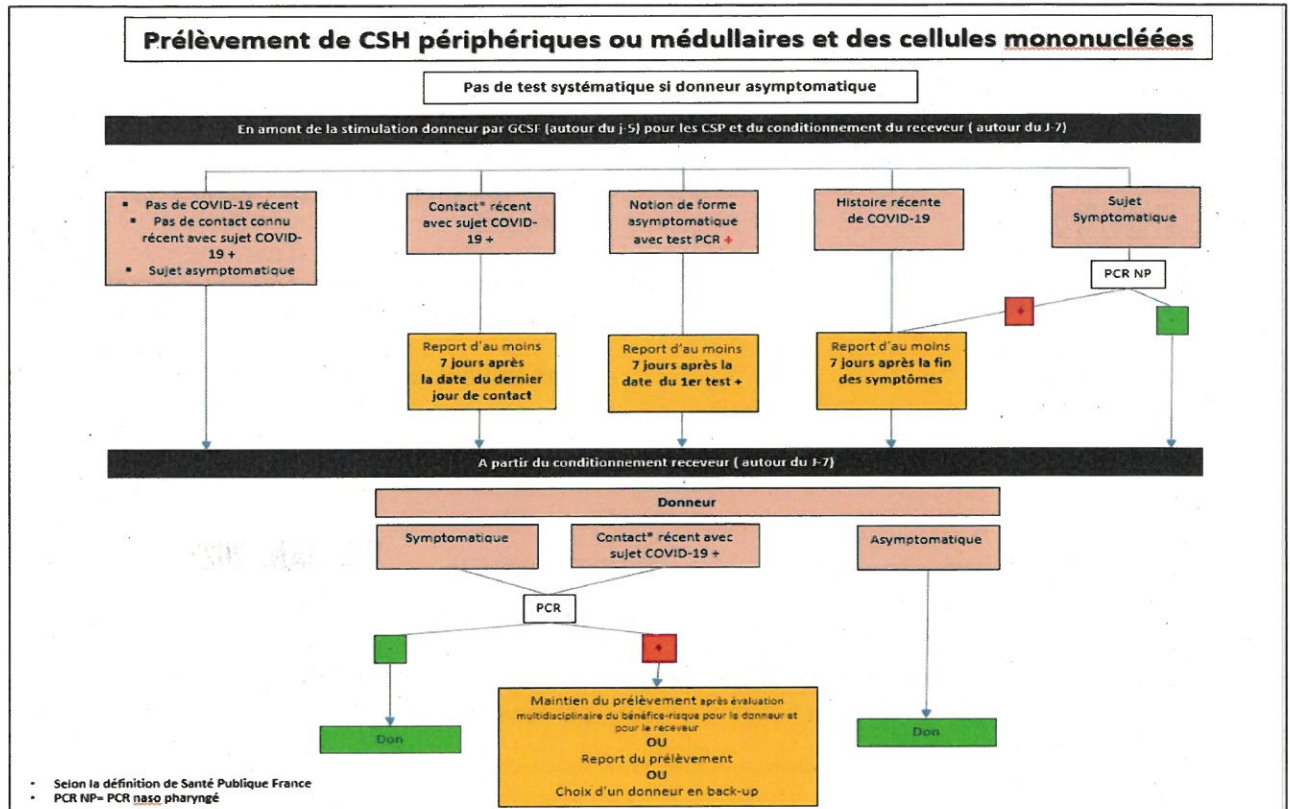 Prélèvement de CSH périphériques ou médullaires et des cellules mononucléées
Pas de test systématique si donneur asymptomatique
En amont de la stimulation donneur par GCSF (autour du j-5) pour les CSP et du conditionnement du receveur ( autour du J-7)
▪ Pas de COVID-19 récent
▪ Pas de contact connu
récent avec sujet COVID-
19 +
▪ Sujet asymptomatique
Contact* récent
avec sujet COVID-
19 +
Notion de forme
asymptomatique
avec test PCR +
Histoire récente
de COVID-19
Sujet
Symptomatique
PCR NP
+
-
Report d'au moins
7 jours après
la date du dernier
jour de contact
Report d'au moins
7 jours après la
date du 1er test +
Report d'au moins
7 jours après la fin
des symptômes
A partir du conditionnement receveur ( autour du J-7)
Donneur
Symptomatique
Contact* récent avec
sujet COVID-19 +
Asymptomatique
PCR
-
+
Don
Maintien du prélèvement après évaluation
multidisciplinaire du bénéfice-risque pour le donneur et
pour le receveur
OU
Report du prélèvement
OU
Choix d'un donneur en back-up
Don
• Selon la définition de Santé Publique France
• PCR NP= PCR naso pharyngé